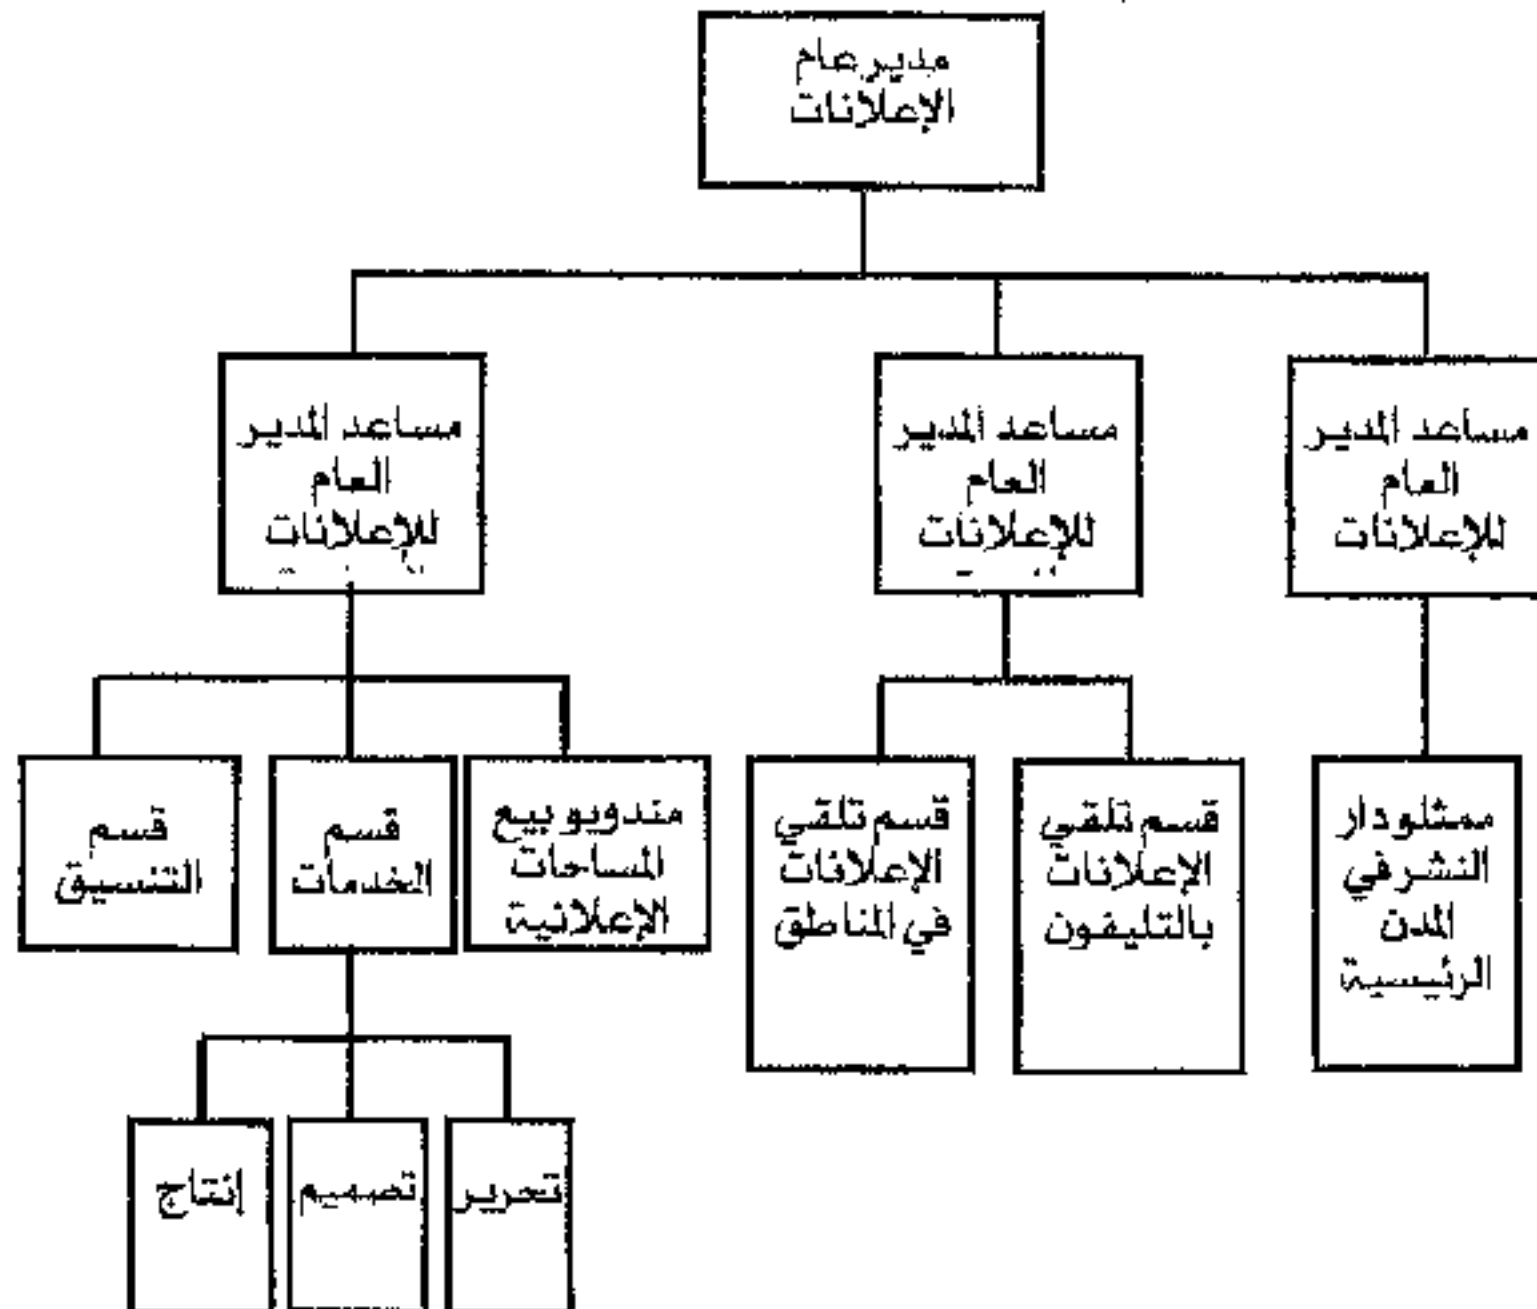 مدير عام
الإعلانات
مساعد المدير
العام
للإعلانات
مساعد المدير
العام
للإعلانات
مساعد المدير
العام
للإعلانات
ممثلو دار
النشر في
المدن
الرئيسية
قسم تلقي
الإعلانات
بالتليفون
قسم تلقي
الإعلانات
في المناطق
مندوبو بيع
المساحات
الإعلانية
قسم
الخدمات
قسم
التنسيق
تحرير
تصميم
إنتاج